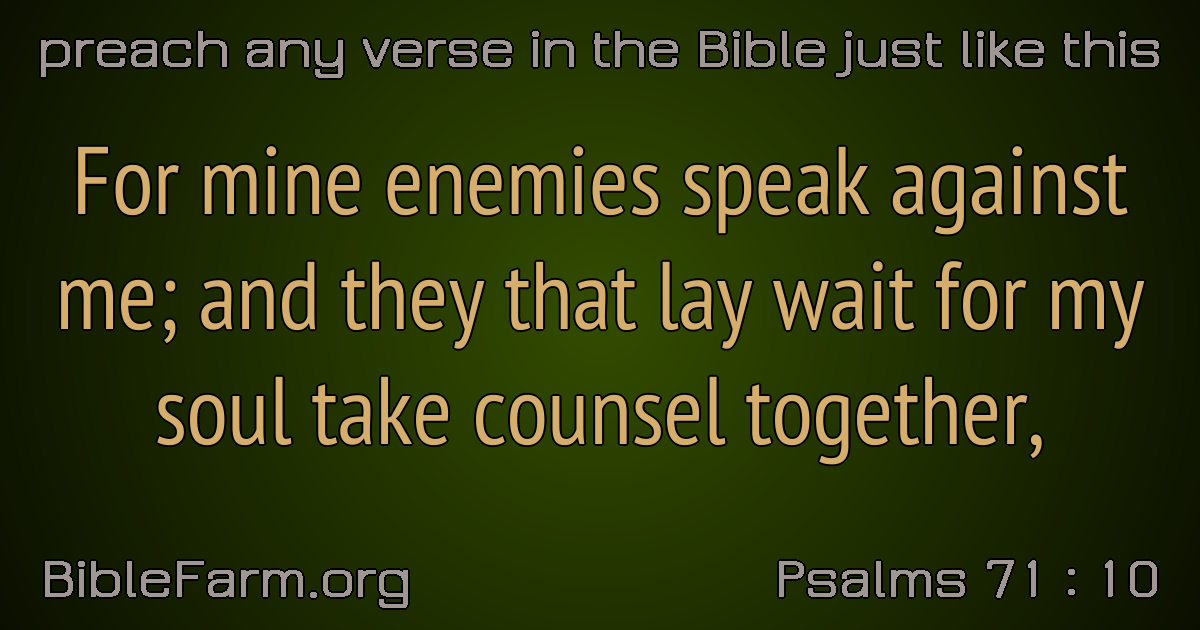 preach any verse in the Bible just like this
For mine enemies speak against
me; and they that lay wait for my
soul take counsel together,
BibleFarm.org
Psalms 71 : 10